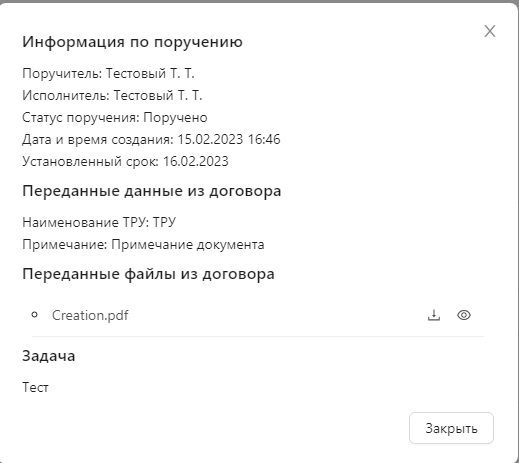 Информация по поручению
Поручитель: Тестовый Т. Т.
Исполнитель: Тестовый Т. Т.
Статус поручения: Поручено
Дата и время создания: 15.02.2023 16:46
Установленный срок: 16.02.2023
Переданные данные из договора
Наименование ТРУ: ТРУ
Примечание: Примечание документа
Переданные файлы из договора
Creation.pdf
Задача
Тест
Закрыть